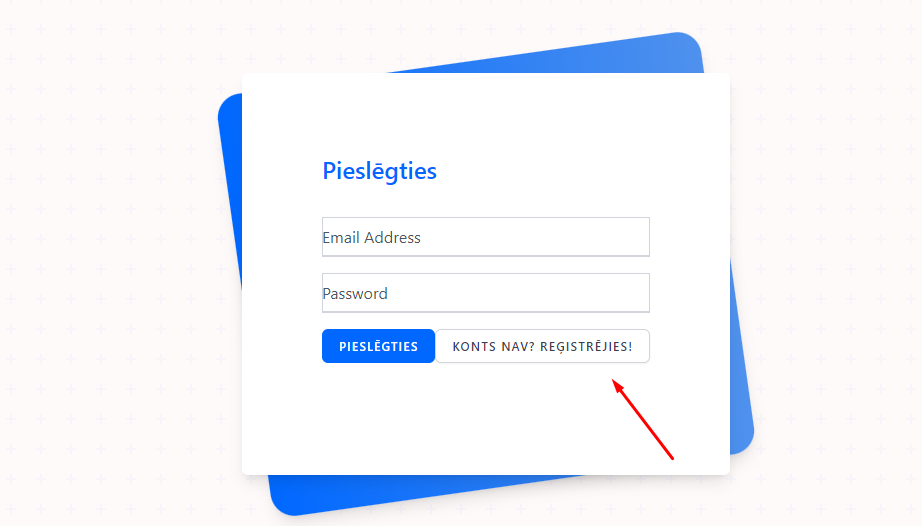 Pieslēgties
Email Address
Password
PIESLĒGTIES KONTS NAV? REĢISTRĒJIES!